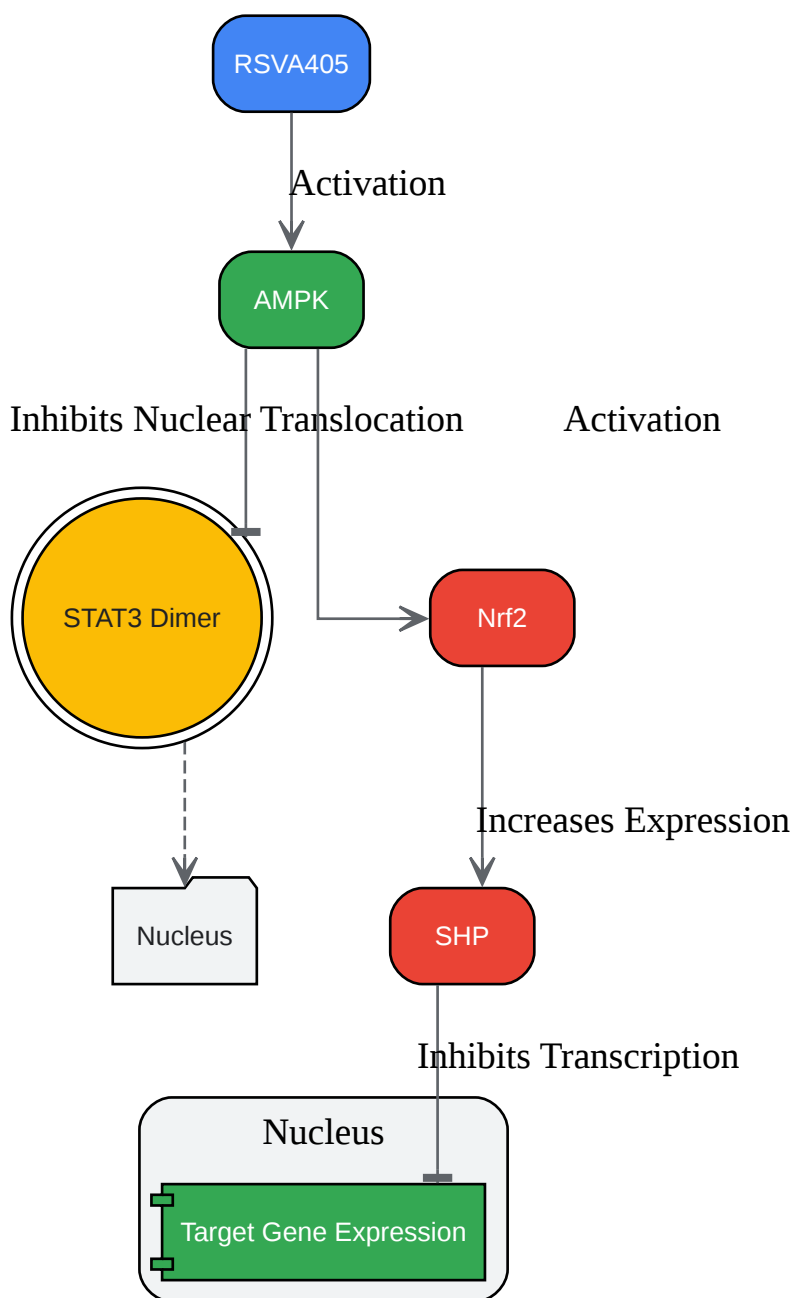 RSVA405
Activation
AMPK
Inhibits Nuclear Translocation
Activation
STAT3 Dimer
Nrf2
Increases Expression
Nucleus
SHP
Inhibits Transcription
Nucleus
Target Gene Expression